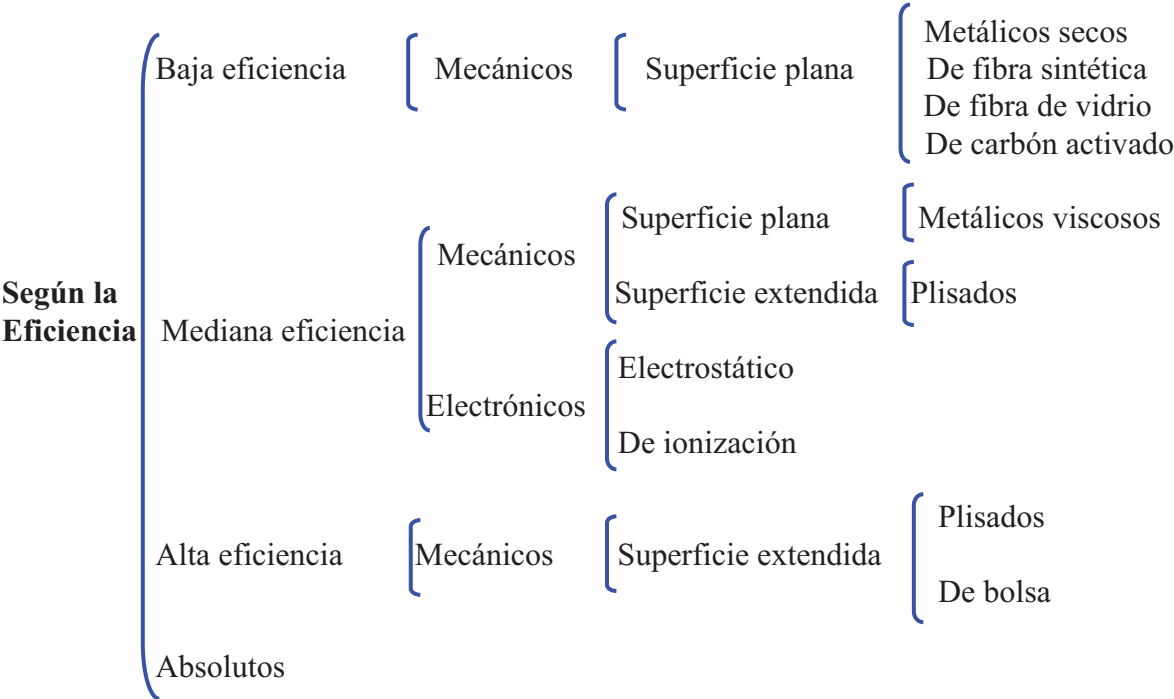 Según la
Eficiencia
Baja eficiencia
Mecánicos
Superficie plana
Metálicos secos
De fibra sintética
De fibra de vidrio
De carbón activado
Mediana eficiencia
Mecánicos
Superficie plana
Metálicos viscosos
Superficie extendida
Plisados
Electrónicos
Electrostático
De ionización
Alta eficiencia
Mecánicos
Superficie extendida
Plisados
De bolsa
Absolutos